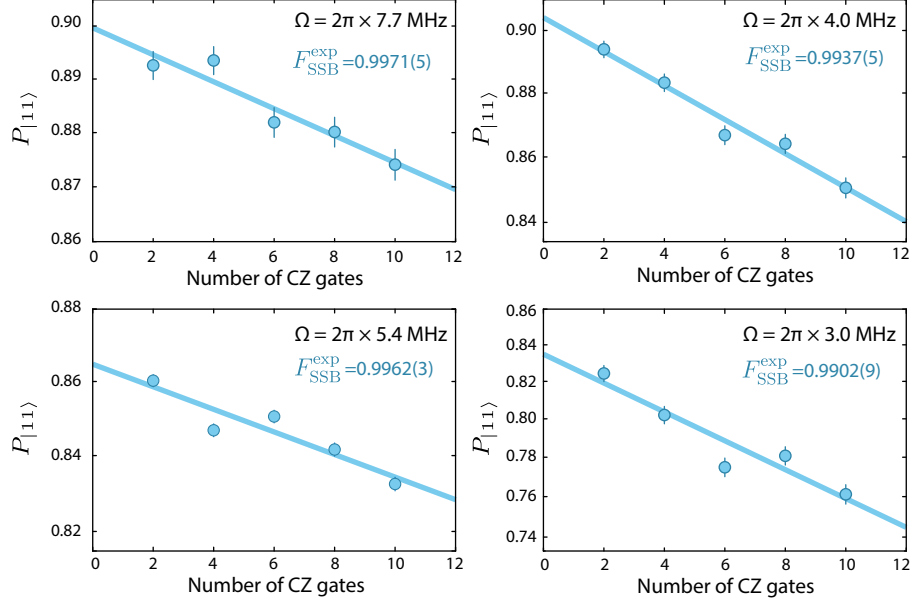 Ω = 2π × 7.7 MHz
F_SSB^exp =0.9971(5)
P|11⟩
0.90
0.89
0.88
0.87
0.86
0 2 4 6 8 10 12
Number of CZ gates
Ω = 2π × 4.0 MHz
F_SSB^exp =0.9937(5)
P|11⟩
0.90
0.88
0.86
0.84
0 2 4 6 8 10 12
Number of CZ gates
Ω = 2π × 5.4 MHz
F_SSB^exp =0.9962(3)
P|11⟩
0.88
0.86
0.84
0.82
0 2 4 6 8 10 12
Number of CZ gates
Ω = 2π × 3.0 MHz
F_SSB^exp =0.9902(9)
P|11⟩
0.86
0.84
0.82
0.80
0.78
0.76
0.74
0 2 4 6 8 10 12
Number of CZ gates